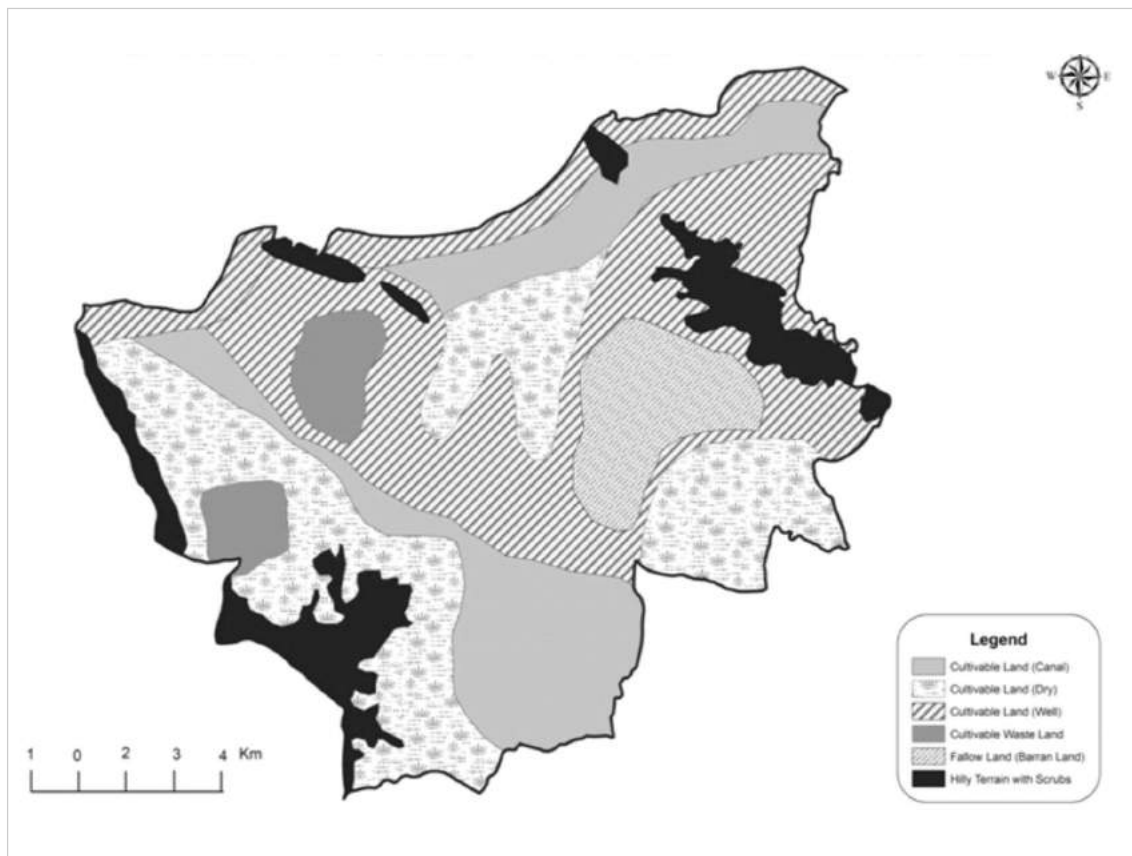 W E
S
Legend
Cultivable Land (Canal)
Cultivable Land (Dry)
Cultivable Land (Well)
Cultivable Waste Land
Fallow Land (Barran Land)
Hilly Terrain with Scrubs
1 0 2 3 4 Km